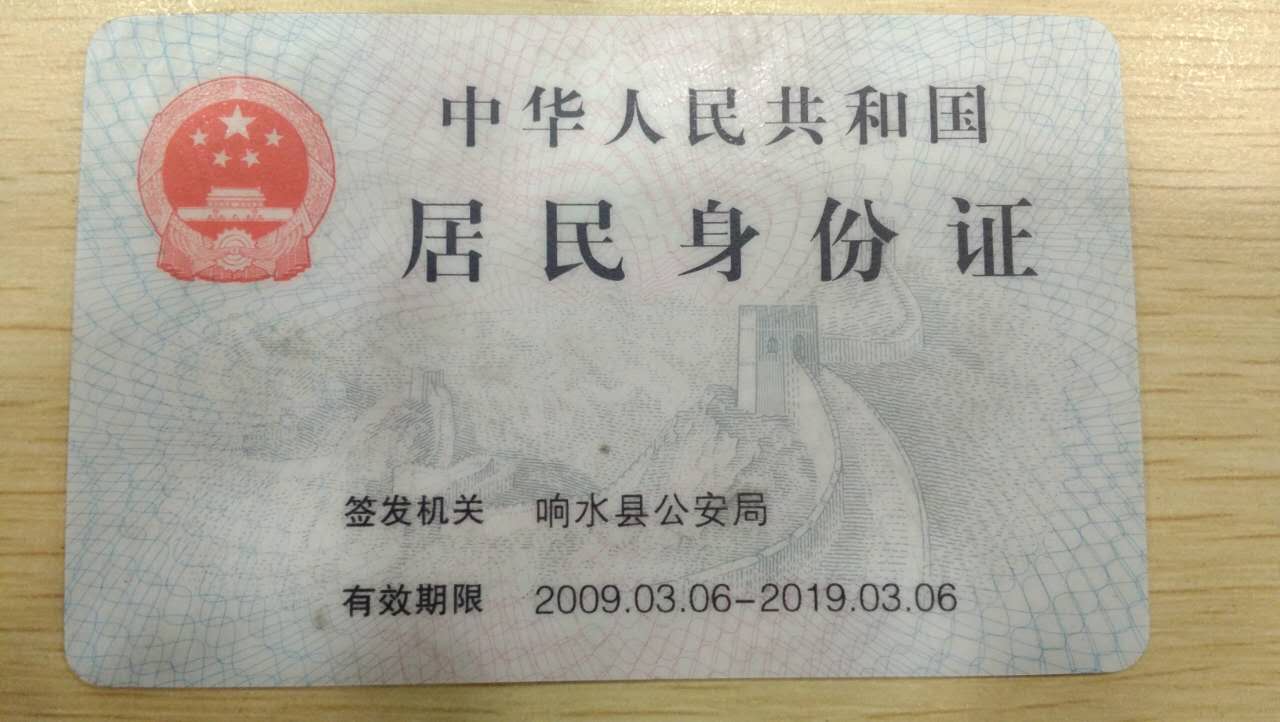 中华人民共和国
居民身份证
签发机关 响水县公安局
有效期限 2009.03.06-2019.03.06